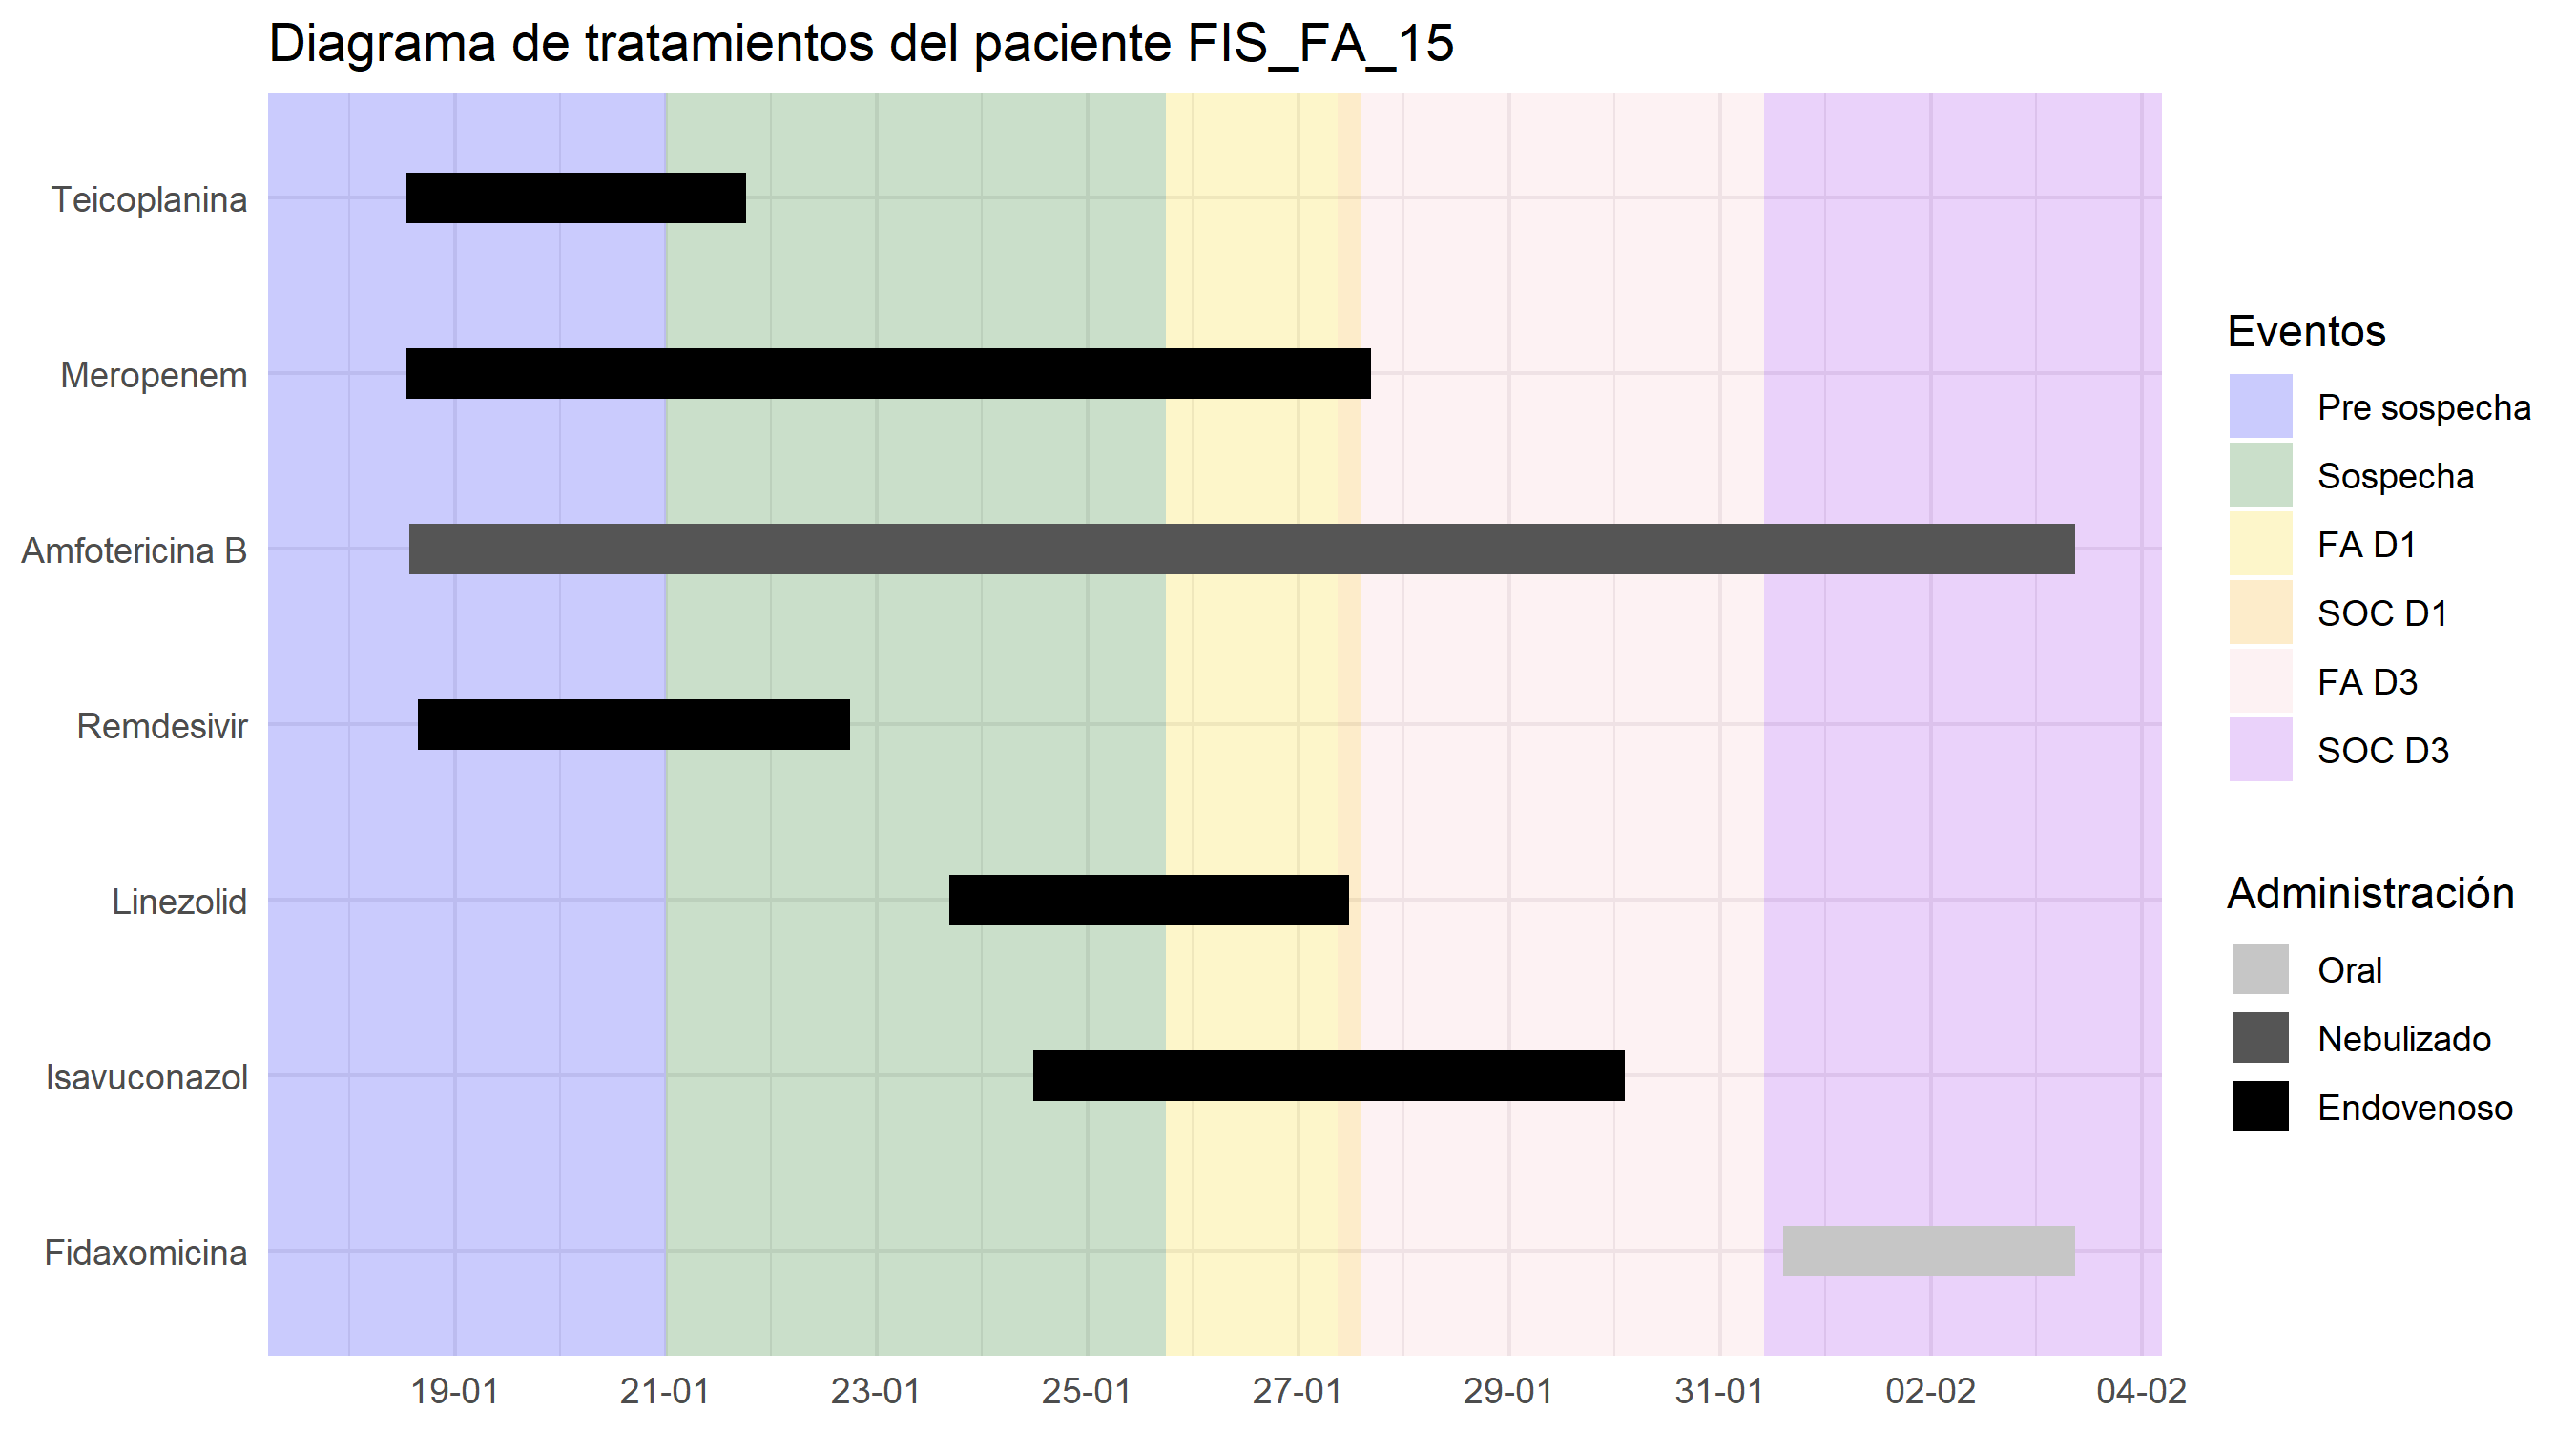 Diagrama de tratamientos del paciente FIS_FA_15
Teicoplanina
Meropenem
Amfotericina B
Remdesivir
Linezolid
Isavuconazol
Fidaxomicina
19-01
21-01
23-01
25-01
27-01
29-01
31-01
02-02
04-02
Eventos
Pre sospecha
Sospecha
FA D1
SOC D1
FA D3
SOC D3
Administración
Oral
Nebulizado
Endovenoso